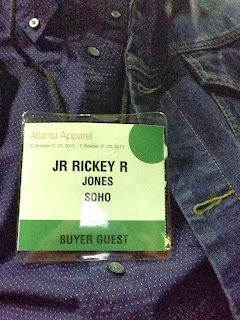 Atlanta Apparel
JR RICKEY R
JONES
SOHO
BUYER GUEST